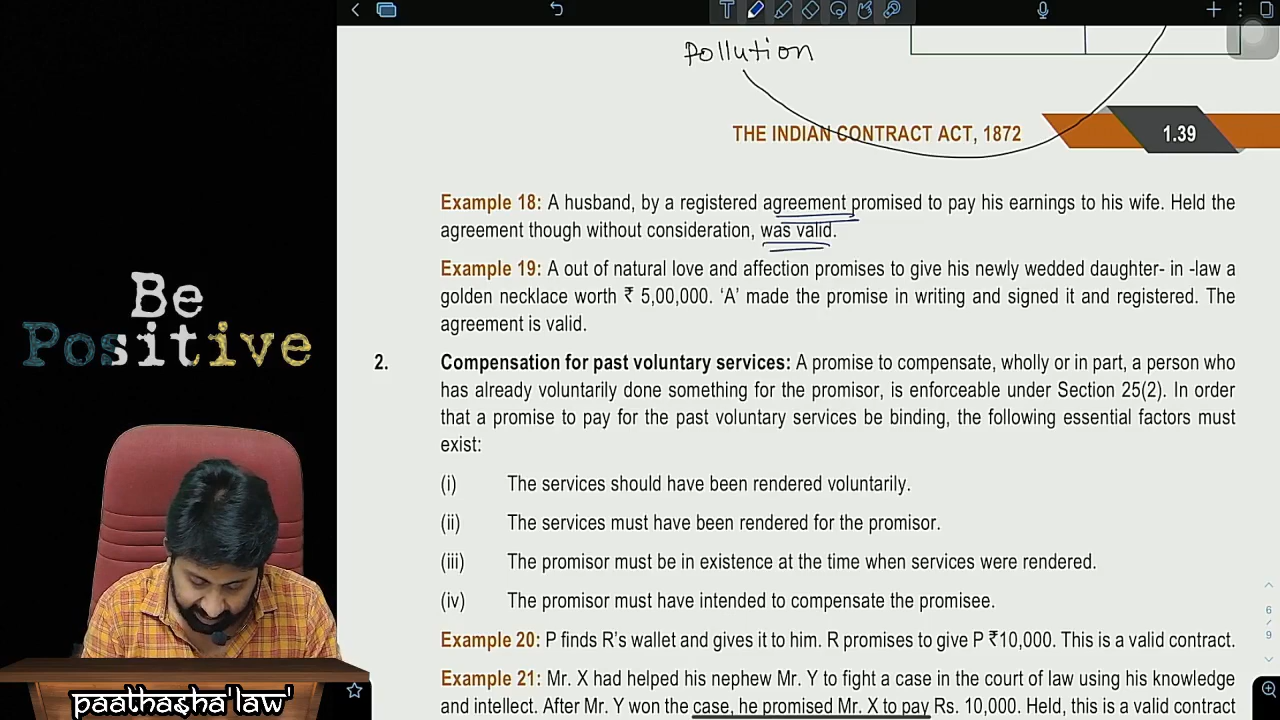 Pollution
THE INDIAN CONTRACT ACT, 1872
1.39
Example 18: A husband, by a registered agreement promised to pay his earnings to his wife. Held the
agreement though without consideration, was valid.
Example 19: A out of natural love and affection promises to give his newly wedded daughter- in -law a
golden necklace worth ₹ 5,00,000. ‘A’ made the promise in writing and signed it and registered. The
agreement is valid.
2. Compensation for past voluntary services: A promise to compensate, wholly or in part, a person who
has already voluntarily done something for the promisor, is enforceable under Section 25(2). In order
that a promise to pay for the past voluntary services be binding, the following essential factors must
exist:
(i) The services should have been rendered voluntarily.
(ii) The services must have been rendered for the promisor.
(iii) The promisor must be in existence at the time when services were rendered.
(iv) The promisor must have intended to compensate the promisee.
Example 20: P finds R’s wallet and gives it to him. R promises to give P ₹10,000. This is a valid contract.
Example 21: Mr. X had helped his nephew Mr. Y to fight a case in the court of law using his knowledge
and intellect. After Mr. Y won the case, he promised Mr. X to pay Rs. 10,000. Held, this is a valid contract
Be
Positive
paathasha'law'
6
/
9